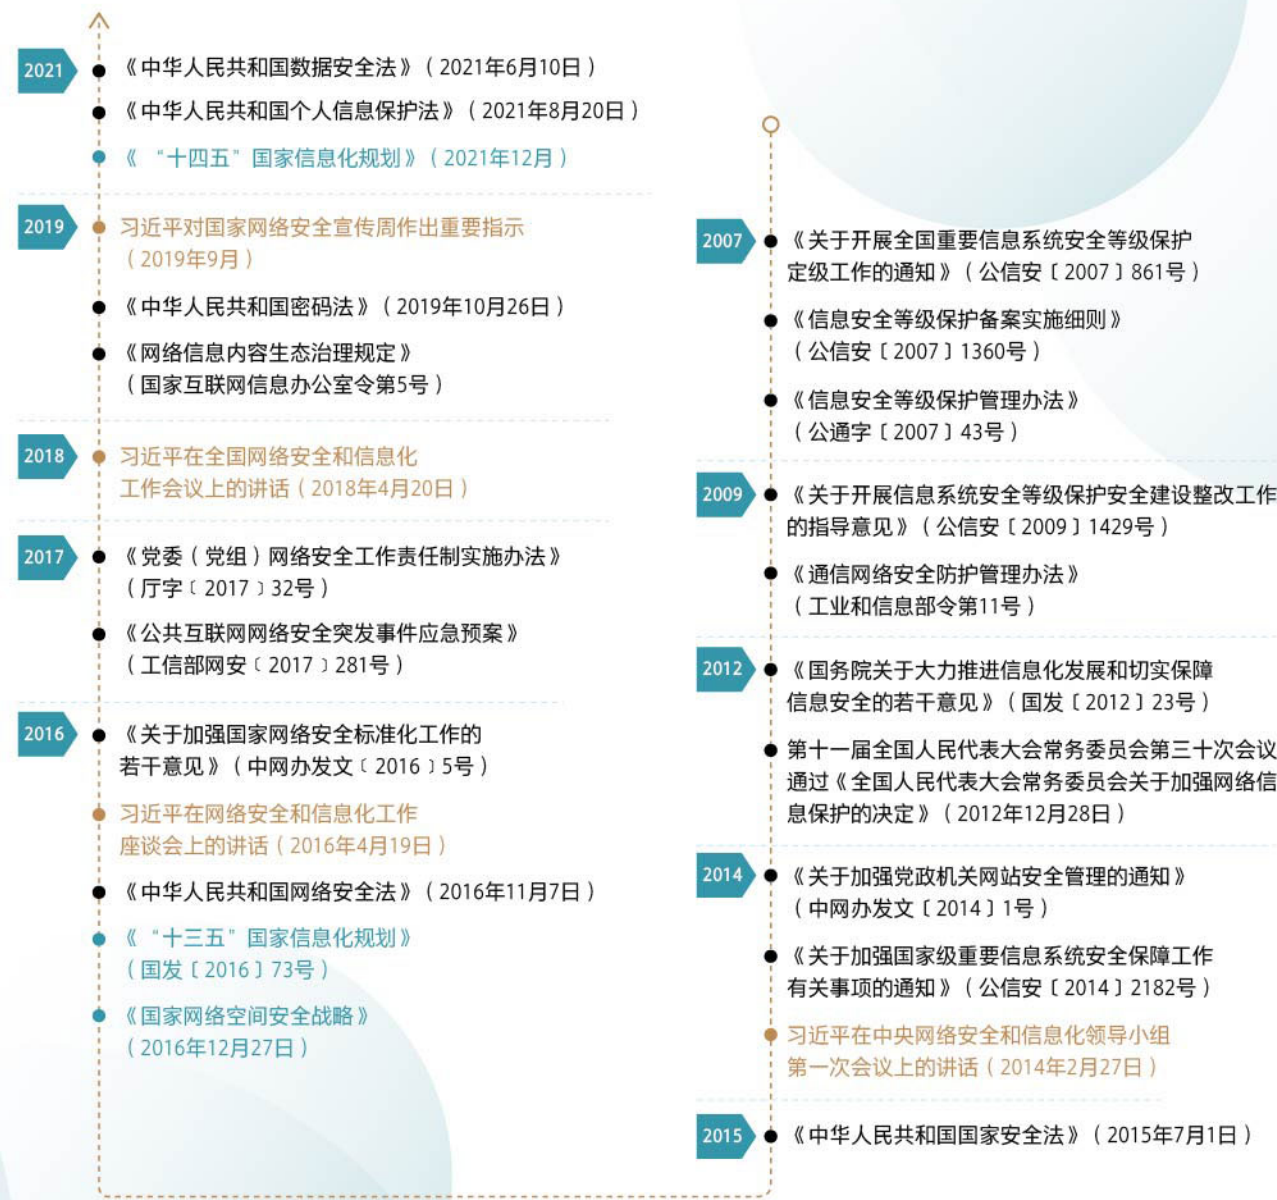 2021
《中华人民共和国数据安全法》（2021年6月10日）
《中华人民共和国个人信息保护法》（2021年8月20日）
《“十四五”国家信息化规划》（2021年12月）
2019
习近平对国家网络安全宣传周作出重要指示
（2019年9月）
《中华人民共和国密码法》（2019年10月26日）
《网络信息内容生态治理规定》
（国家互联网信息办公室令第5号）
2018
习近平在全国网络安全和信息化
工作会议上的讲话（2018年4月20日）
2017
《党委（党组）网络安全工作责任制实施办法》
（厅字〔2017〕32号）
《公共互联网网络安全突发事件应急预案》
（工信部网安〔2017〕281号）
2016
《关于加强国家网络安全标准化工作的
若干意见》（中网办发文〔2016〕5号）
习近平在网络安全和信息化工作
座谈会上的讲话（2016年4月19日）
《中华人民共和国网络安全法》（2016年11月7日）
《“十三五”国家信息化规划》
（国发〔2016〕73号）
《国家网络空间安全战略》
（2016年12月27日）
2007
《关于开展全国重要信息系统安全等级保护
定级工作的通知》（公信安〔2007〕861号）
《信息安全等级保护备案实施细则》
（公信安〔2007〕1360号）
《信息安全等级保护管理办法》
（公通字〔2007〕43号）
2009
《关于开展信息系统安全等级保护安全建设整改工作
的指导意见》（公信安〔2009〕1429号）
《通信网络安全防护管理办法》
（工业和信息部令第11号）
2012
《国务院关于大力推进信息化发展和切实保障
信息安全的若干意见》（国发〔2012〕23号）
第十一届全国人民代表大会常务委员会第三十次会议
通过《全国人民代表大会常务委员会关于加强网络信
息保护的决定》（2012年12月28日）
2014
《关于加强党政机关网站安全管理的通知》
（中网办发文〔2014〕1号）
《关于加强国家级重要信息系统安全保障工作
有关事项的通知》（公信安〔2014〕2182号）
习近平在中央网络安全和信息化领导小组
第一次会议上的讲话（2014年2月27日）
2015
《中华人民共和国国家安全法》（2015年7月1日）